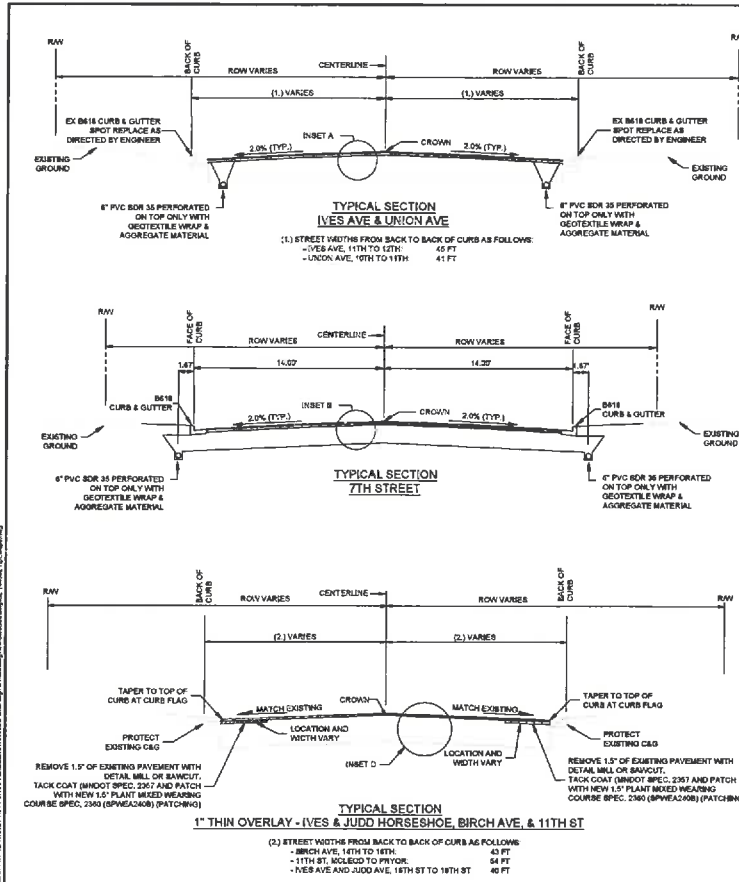 R/W
BACK OF CURB
ROW VARIES
CENTERLINE
ROW VARIES
BACK OF CURB
R/
(1.) VARIES
(1.) VARIES
EX B618 CURB & GUTTER
SPOT REPLACE AS
DIRECTED BY ENGINEER
INSET A
2.0% (TYP.)
CROWN
2.0% (TYP.)
EX B618 CURB & GUTTER
SPOT REPLACE AS
DIRECTED BY ENGINEER
EXISTING
GROUND
EXISTING
GROUND
6" PVC SDR 35 PERFORATED
ON TOP ONLY WITH
GEOTEXTILE WRAP &
AGGREGATE MATERIAL
6" PVC SDR 35 PERFORATED
ON TOP ONLY WITH
GEOTEXTILE WRAP &
AGGREGATE MATERIAL
TYPICAL SECTION
IVES AVE & UNION AVE
(1.) STREET WIDTHS FROM BACK TO BACK OF CURB AS FOLLOWS:
- IVES AVE, 11TH TO 12TH: 45 FT
- UNION AVE, 10TH TO 11TH: 41 FT
R/W
FACE OF CURB
ROW VARIES
CENTERLINE
ROW VARIES
FACE OF CURB
R/W
1.67'
14.00'
14.00'
1.67'
B618
CURB & GUTTER
INSET B
2.0% (TYP.)
CROWN
2.0% (TYP.)
B618
CURB & GUTTER
EXISTING
GROUND
EXISTING
GROUND
6" PVC SDR 35 PERFORATED
ON TOP ONLY WITH
GEOTEXTILE WRAP &
AGGREGATE MATERIAL
6" PVC SDR 35 PERFORATED
ON TOP ONLY WITH
GEOTEXTILE WRAP &
AGGREGATE MATERIAL
TYPICAL SECTION
7TH STREET
R/W
BACK OF CURB
ROW VARIES
CENTERLINE
ROW VARIES
BACK OF CURB
R/W
(2.) VARIES
(2.) VARIES
TAPER TO TOP OF
CURB AT CURB FLAG
MATCH EXISTING
CROWN
MATCH EXISTING
TAPER TO TOP OF
CURB AT CURB FLAG
PROTECT
EXISTING C&G
LOCATION AND
WIDTH VARY
INSET D
LOCATION AND
WIDTH VARY
PROTECT
EXISTING C&G
REMOVE 1.5" OF EXISTING PAVEMENT WITH
DETAIL MILL OR SAWCUT.
TACK COAT (MNDOT SPEC. 2357 AND PATCH
WITH NEW 1.5" PLANT MIXED WEARING
COURSE SPEC. 2360 (SPWEA240B) (PATCHING)
REMOVE 1.5" OF EXISTING PAVEMENT WITH
DETAIL MILL OR SAWCUT.
TACK COAT (MNDOT SPEC. 2357 AND PATCH
WITH NEW 1.5" PLANT MIXED WEARING
COURSE SPEC. 2360 (SPWEA240B) (PATCHING
TYPICAL SECTION
1" THIN OVERLAY - IVES & JUDD HORSESHOE, BIRCH AVE, & 11TH ST
(2.) STREET WIDTHS FROM BACK TO BACK OF CURB AS FOLLOWS:
- BIRCH AVE, 14TH TO 16TH: 43 FT
- 11TH ST, MCLEOD TO PRYOR: 54 FT
- IVES AVE AND JUDD AVE, 18TH ST TO 19TH ST 40 FT